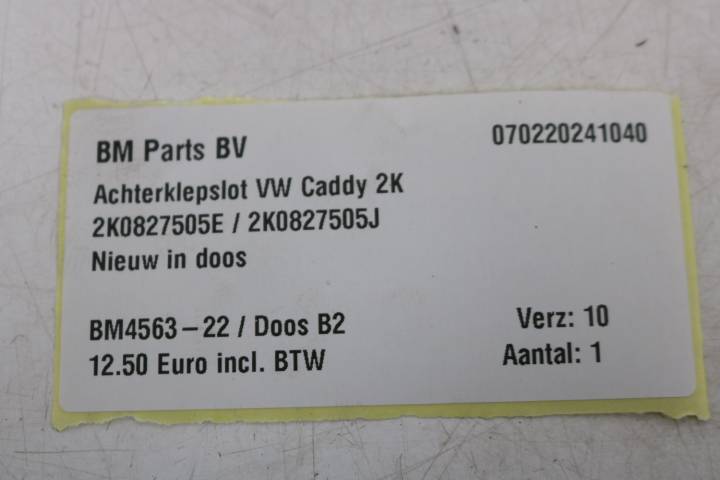 BM Parts BV 070220241040
Achterklepslot VW Caddy 2K
2K0827505E / 2K0827505J
Nieuw in doos
BM4563-22 / Doos B2 Verz: 10
12.50 Euro incl. BTW Aantal: 1